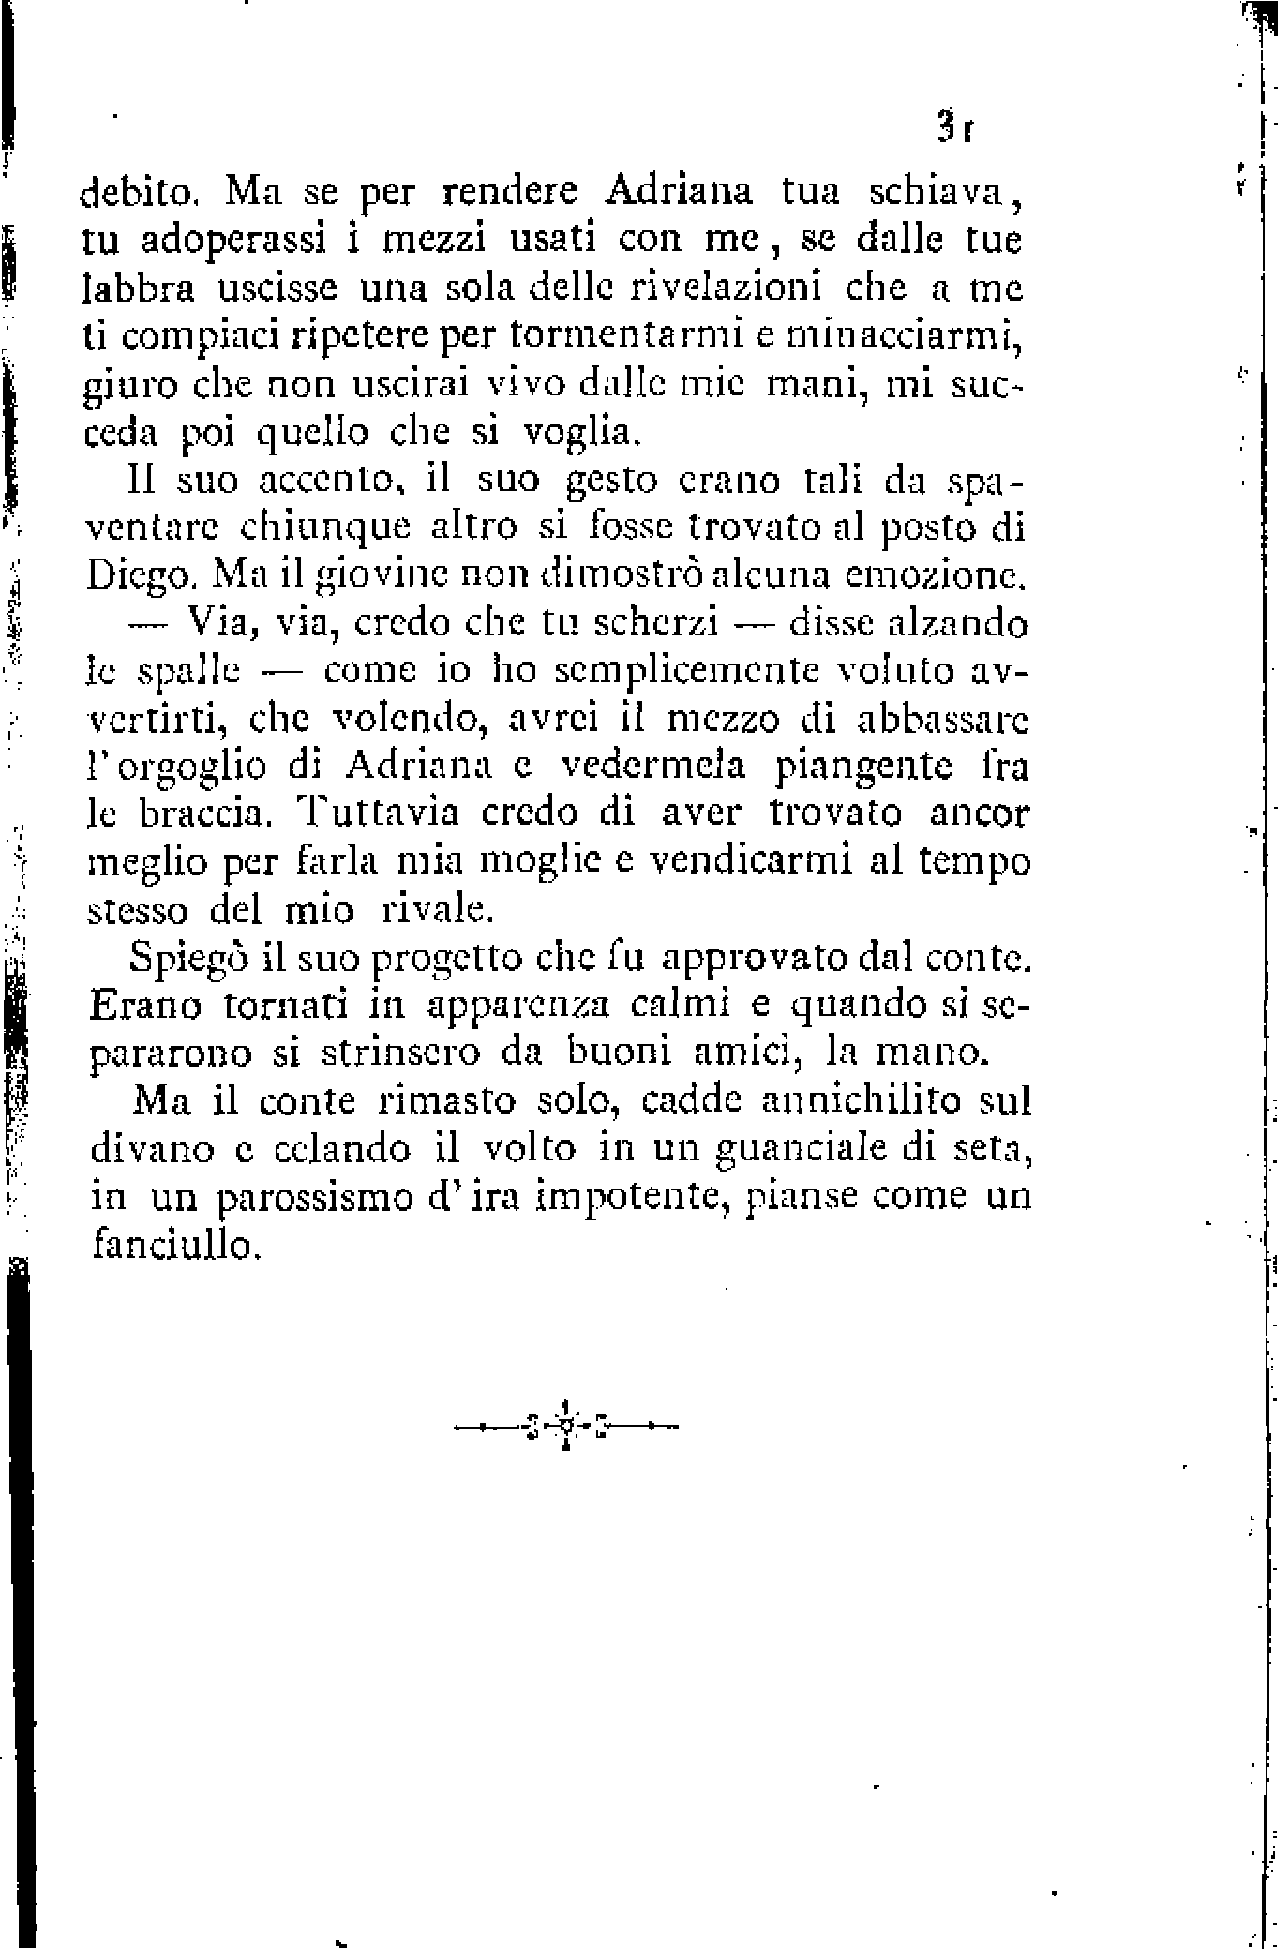 31
debito. Ma se per rendere Adriana tua schiava,
tu adoperassi i mezzi usati con me, se dalle tue
labbra uscisse una sola delle rivelazioni che a me
ti compiaci ripetere per tormentarmi e minacciarmi,
giuro che non uscirai vivo dalle mie mani, mi suc-
ceda poi quello che si voglia.
Il suo accento, il suo gesto erano tali da spa-
ventare chiunque altro si fosse trovato al posto di
Diego. Ma il giovine non dimostrò alcuna emozione.
— Via, via, credo che tu scherzi — disse alzando
le spalle — come io ho semplicemente voluto av-
vertirti, che volendo, avrei il mezzo di abbassare
l'orgoglio di Adriana e vedermela piangente fra
le braccia. Tuttavia credo di aver trovato ancor
meglio per farla mia moglie e vendicarmi al tempo
stesso del mio rivale.
Spiegò il suo progetto che fu approvato dal conte.
Erano tornati in apparenza calmi e quando si se-
pararono si strinsero da buoni amici, la mano.
Ma il conte rimasto solo, cadde annichilito sul
divano e celando il volto in un guanciale di seta,
in un parossismo d'ira impotente, pianse come un
fanciullo.